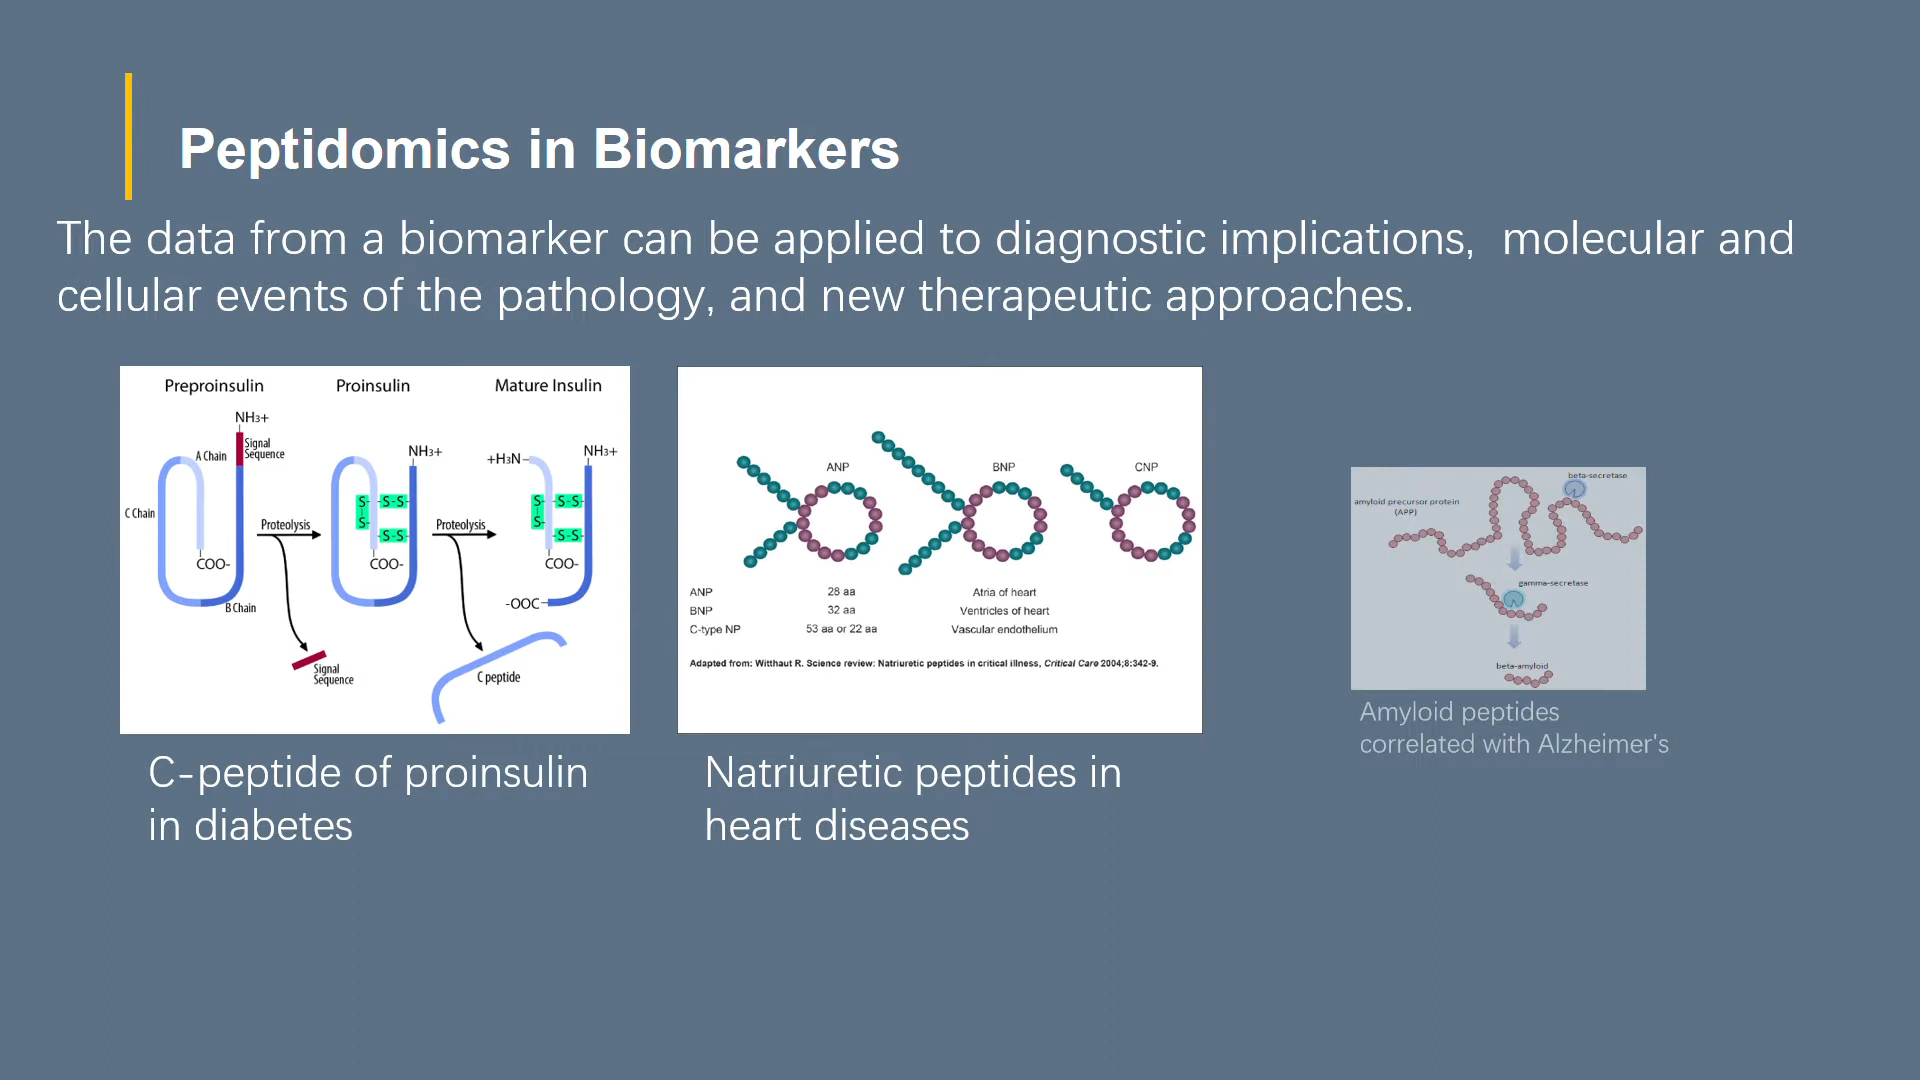 Peptidomics in Biomarkers
The data from a biomarker can be applied to diagnostic implications, molecular and
cellular events of the pathology, and new therapeutic approaches.
Preproinsulin
Proinsulin
Mature Insulin
NH3+
Signal
Sequence
A Chain
C Chain
COO-
B Chain
Proteolysis
Signal
Sequence
NH3+
S
S
S-S
S-S
COO-
Proteolysis
C peptide
+H3N
NH3+
S
S
S-S
S-S
COO-
-OOC
C-peptide of proinsulin
in diabetes
ANP
BNP
CNP
ANP 28 aa Atria of heart
BNP 32 aa Ventricles of heart
C-type NP 53 aa or 22 aa Vascular endothelium
Adapted from: Witthaut R. Science review: Natriuretic peptides in critical illness, Critical Care 2004;8:342-9.
Natriuretic peptides in
heart diseases
beta-secretase
amyloid precursor protein
(APP)
gamma-secretase
beta-amyloid
Amyloid peptides
correlated with Alzheimer's